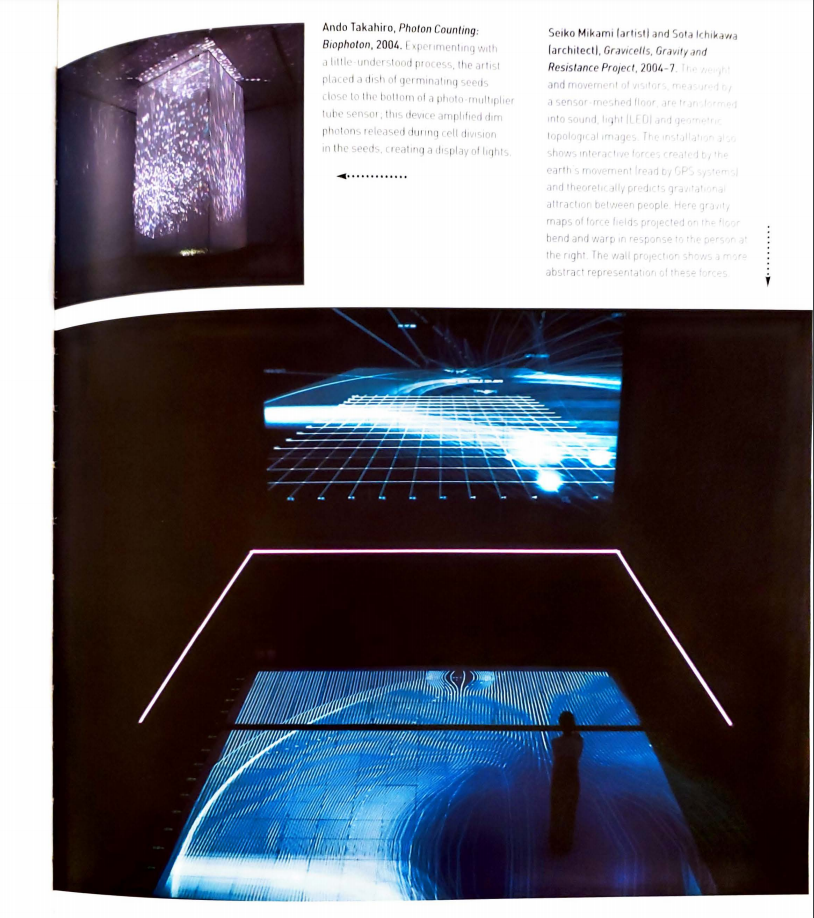 Ando Takahiro, Photon Counting:
Biophoton, 2004. Experimenting with
a little-understood process, the artist
placed a dish of germinating seeds
close to the bottom of a photo-multiplier
tube sensor; this device amplified dim
photons released during cell division
in the seeds, creating a display of lights.
Seiko Mikami (artist) and Sota Ichikawa
(architect), Gravicells, Gravity and
Resistance Project, 2004–7. The weight
and movement of visitors, measured by
a sensor-meshed floor, are transformed
into sound, light (LED) and geometric
topological images. The installation also
shows interactive forces created by the
earth's movement (read by GPS systems)
and theoretically predicts gravitational
attraction between people. Here gravity
maps of force fields projected on the floor
bend and warp in response to the person at
the right. The wall projection shows a more
abstract representation of these forces.